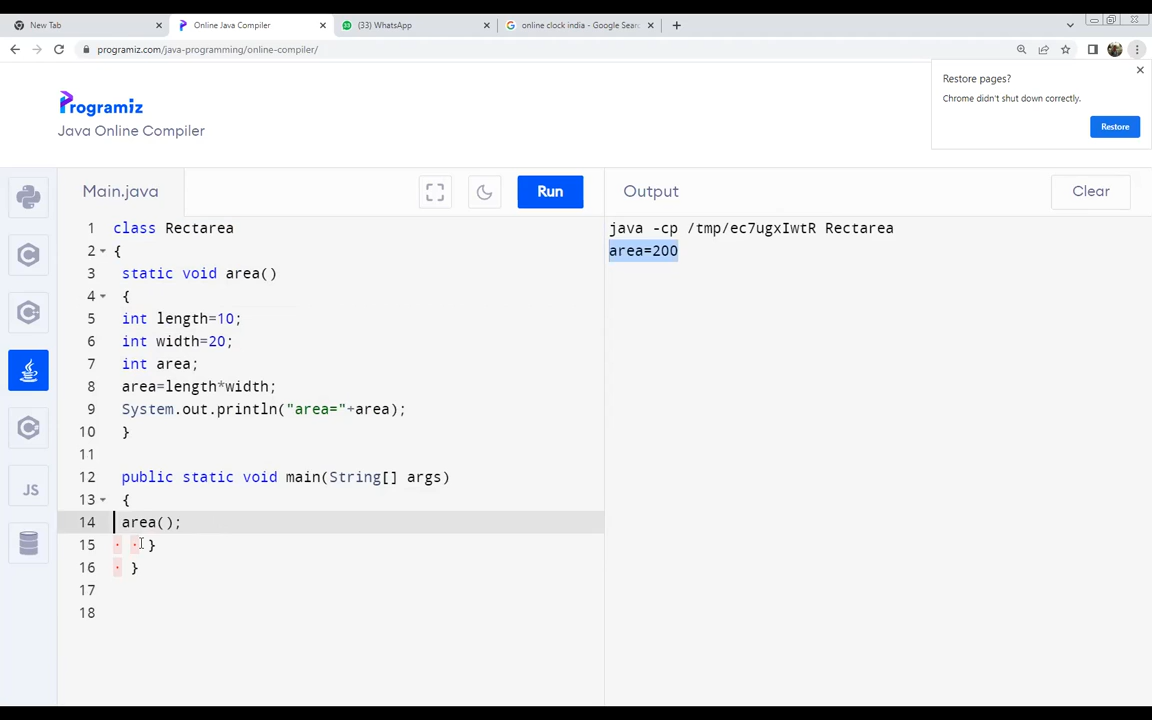 New Tab
Online Java Compiler
(33) WhatsApp
online clock india - Google Searc
programiz.com/java-programming/online-compiler/
Restore pages?
Chrome didn't shut down correctly.
Restore
Programiz
Java Online Compiler
Main.java
Run
Output
Clear
1 class Rectarea
2 {
3 static void area()
4 {
5 int length=10;
6 int width=20;
7 int area;
8 area=length*width;
9 System.out.println("area="+area);
10 }
11
12 public static void main(String[] args)
13 {
14 area();
15 }
16 }
17
18
java -cp /tmp/ec7ugxIwtR Rectarea
area=200
JS